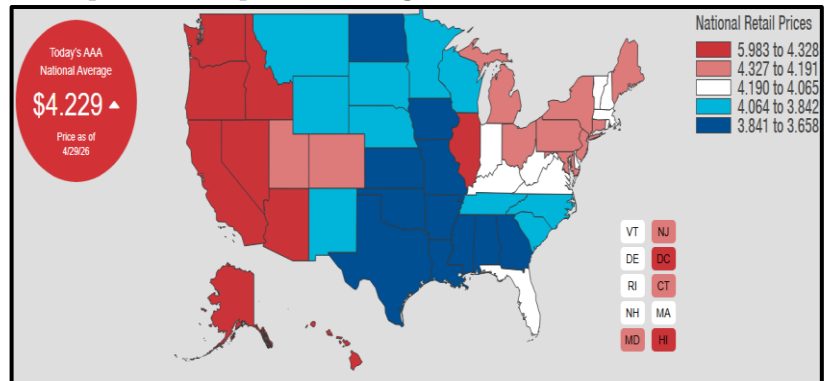 Today's AAA
National Average
$4.229
Price as of
4/29/26
National Retail Prices
5.983 to 4.328
4.327 to 4.191
4.190 to 4.065
4.064 to 3.842
3.841 to 3.658
VT NJ
DE DC
RI CT
NH MA
MD HI